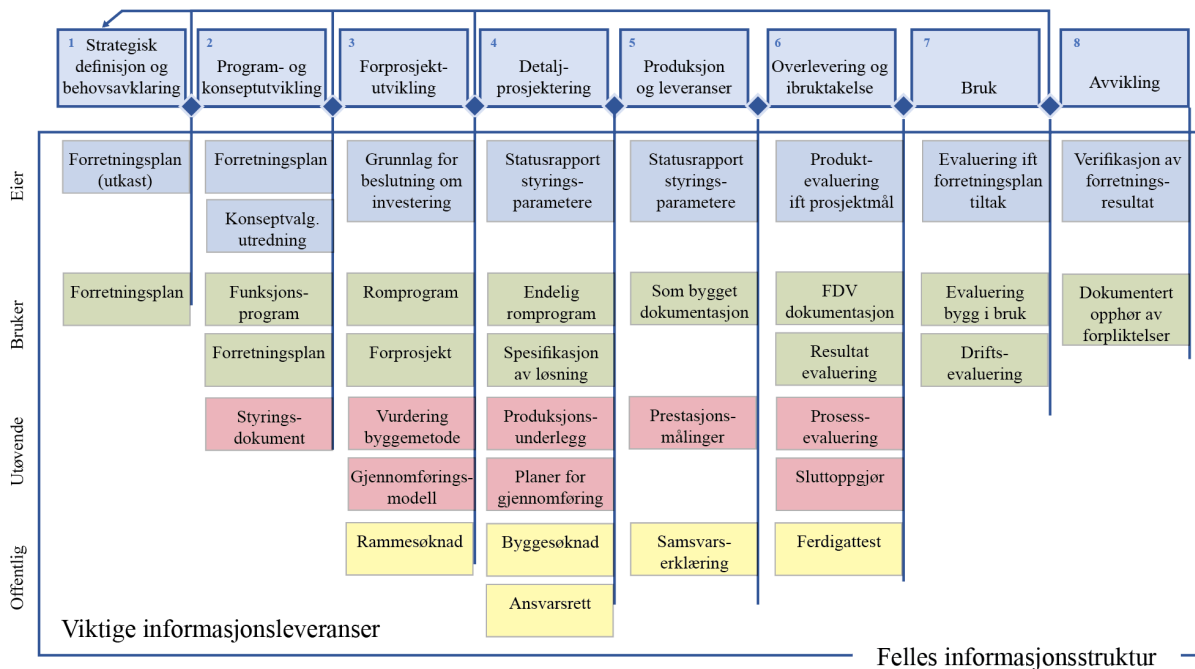 1
Strategisk
definisjon og
behovsavklaring
2
Program- og
konseptutvikling
3
Forprosjekt-
utvikling
4
Detalj-
prosjektering
5
Produksjon
og leveranser
6
Overlevering og
ibruktakelse
7
Bruk
8
Avvikling
Eier
Forretningsplan
(utkast)
Forretningsplan
Konseptvalg.
utredning
Grunnlag for
beslutning om
investering
Statusrapport
styrings-
parametere
Statusrapport
styrings-
parametere
Produkt-
evaluering
ift prosjektmål
Evaluering ift
forretningsplan
tiltak
Verifikasjon av
forretnings-
resultat
Bruker
Forretningsplan
Funksjons-
program
Forretningsplan
Romprogram
Forprosjekt
Endelig
romprogram
Spesifikasjon
av løsning
Som bygget
dokumentasjon
FDV
dokumentasjon
Resultat
evaluering
Evaluering
bygg i bruk
Drifts-
evaluering
Dokumentert
opphør av
forpliktelser
Utøvende
Styrings-
dokument
Vurdering
byggemetode
Gjennomførings-
modell
Produksjons-
underlegg
Planer for
gjennomføring
Prestasjons-
målinger
Prosess-
evaluering
Sluttoppgjør
Offentlig
Rammesøknad
Byggesøknad
Ansvarsrett
Samsvars-
erklæring
Ferdigattest
Viktige informasjonsleveranser
Felles informasjonsstruktur